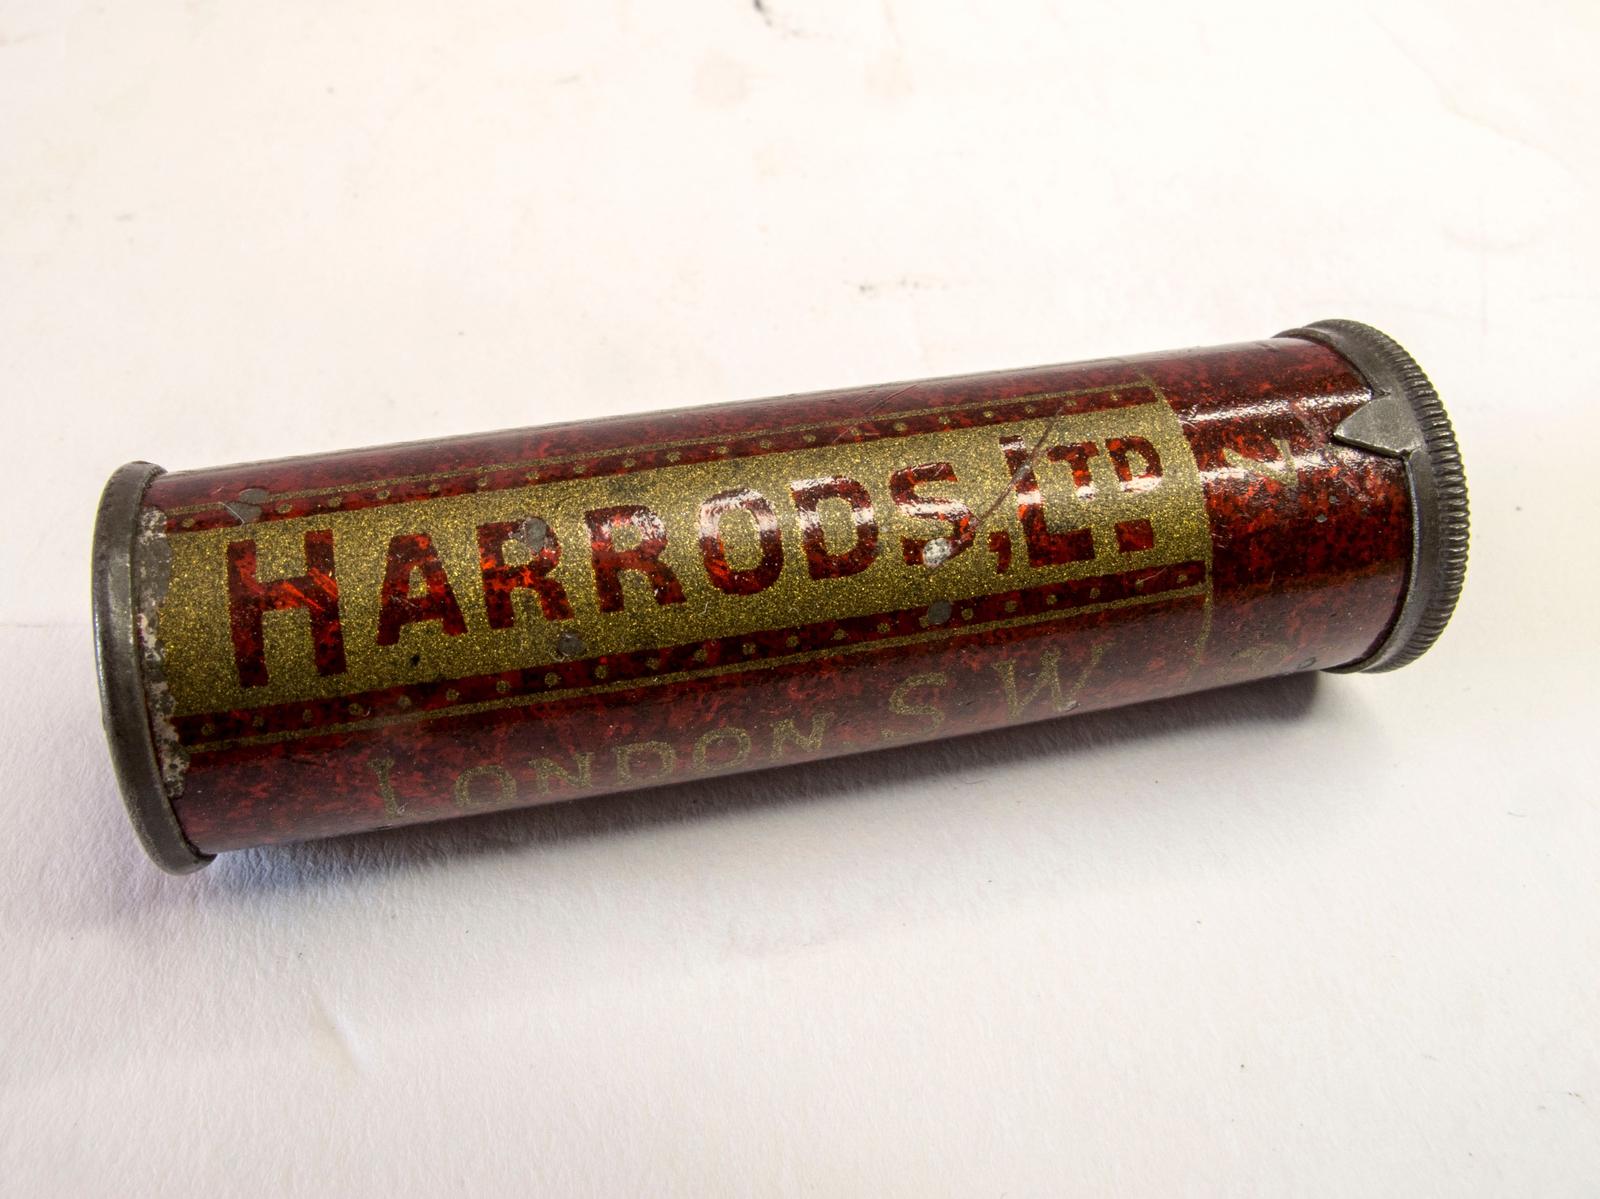 HARRODS, LTD.
LONDON. S.W.
N